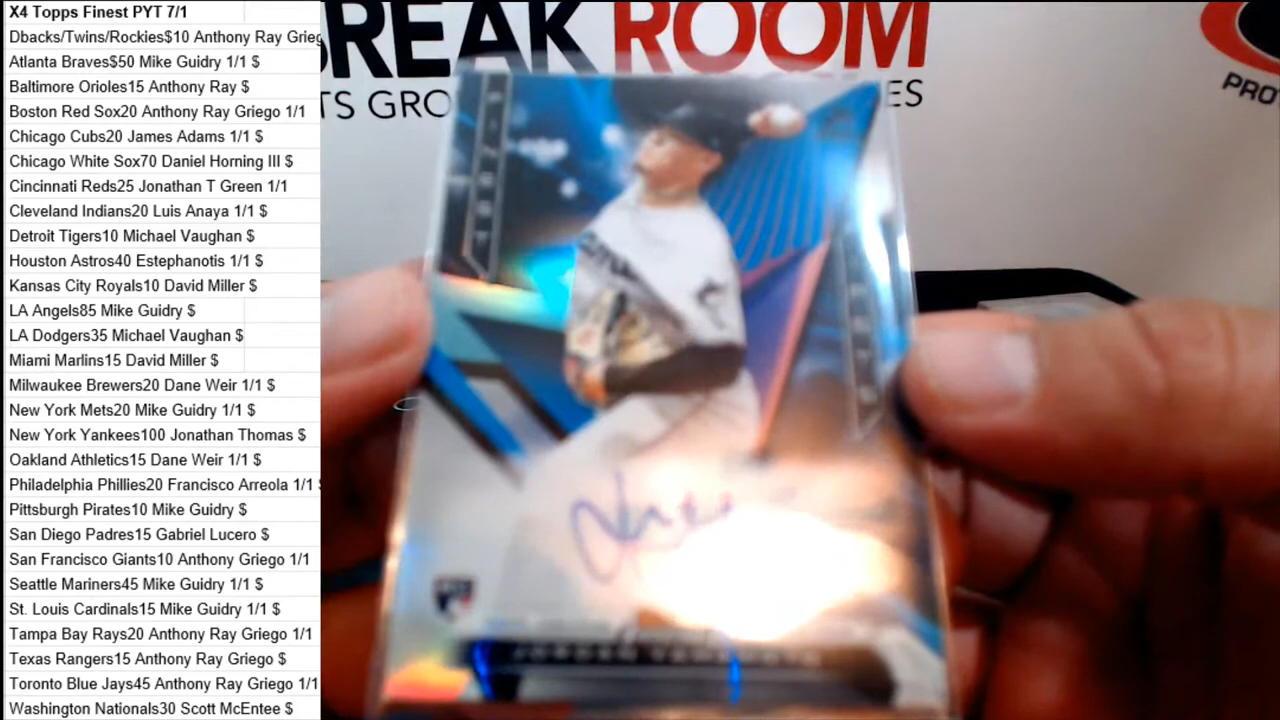 X4 Topps Finest PYT 7/1
Dbacks/Twins/Rockies$10 Anthony Ray Grieg
Atlanta Braves$50 Mike Guidry 1/1 $
Baltimore Orioles15 Anthony Ray $
Boston Red Sox20 Anthony Ray Griego 1/1
Chicago Cubs20 James Adams 1/1 $
Chicago White Sox70 Daniel Horning III $
Cincinnati Reds25 Jonathan T Green 1/1
Cleveland Indians20 Luis Anaya 1/1 $
Detroit Tigers10 Michael Vaughan $
Houston Astros40 Estephanotis 1/1 $
Kansas City Royals10 David Miller $
LA Angels85 Mike Guidry $
LA Dodgers35 Michael Vaughan $
Miami Marlins15 David Miller $
Milwaukee Brewers20 Dane Weir 1/1 $
New York Mets20 Mike Guidry 1/1 $
New York Yankees100 Jonathan Thomas $
Oakland Athletics15 Dane Weir 1/1 $
Philadelphia Phillies20 Francisco Arreola 1/1 $
Pittsburgh Pirates10 Mike Guidry $
San Diego Padres15 Gabriel Lucero $
San Francisco Giants10 Anthony Griego 1/1
Seattle Mariners45 Mike Guidry 1/1 $
St. Louis Cardinals15 Mike Guidry 1/1 $
Tampa Bay Rays20 Anthony Ray Griego 1/1
Texas Rangers15 Anthony Ray Griego $
Toronto Blue Jays45 Anthony Ray Griego 1/1
Washington Nationals30 Scott McEntee $
BREAK ROOM
TS GRO
ES
PRO
FINEST
JORDAN YAMAMOTO